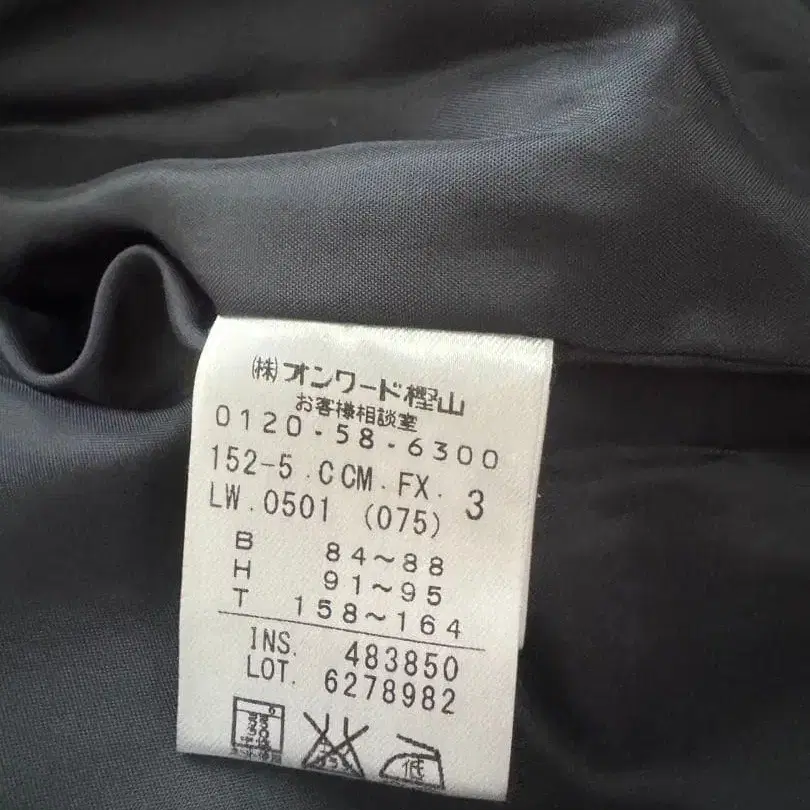 ㈱オンワード樫山
お客様相談室
0120-58-6300
152-5.CCM.FX. 3
LW.0501 (075)
B 84~88
H 91~95
T 158~164
INS. 483850
LOT. 6278982
低